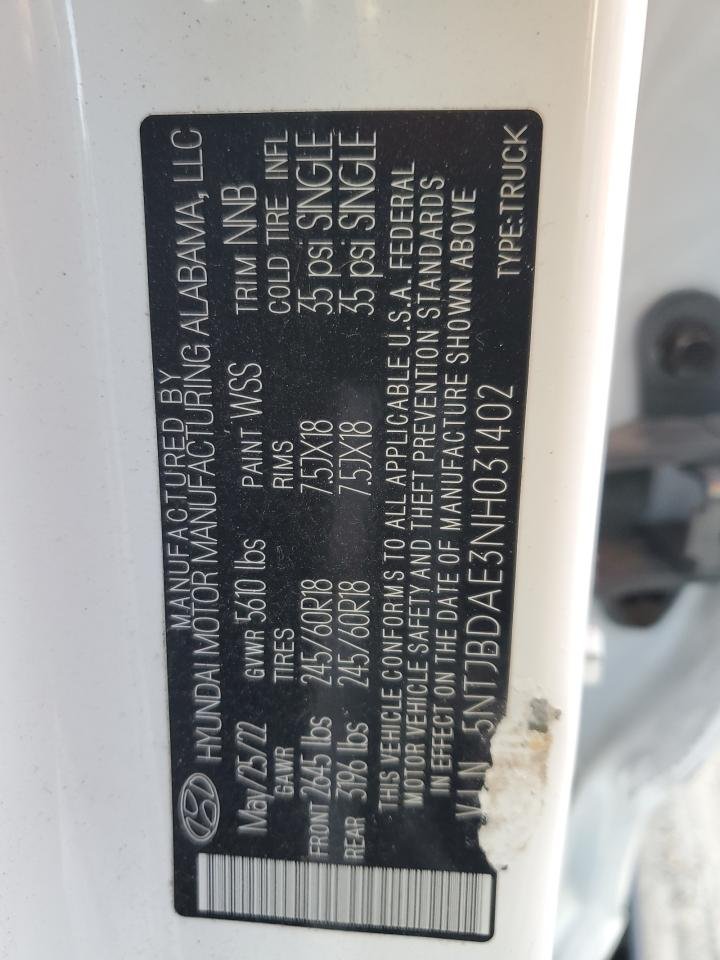 MANUFACTURED BY
HYUNDAI MOTOR MANUFACTURING ALABAMA, LLC
May/25/22 GVWR 5610 lbs PAINT WSS TRIM NNB
GAWR TIRES RIMS COLD TIRE INFL
FRONT 2645 lbs 245/60R18 7.5JX18 35 psi SINGLE
REAR 3196 lbs 245/60R18 7.5JX18 35 psi SINGLE
THIS VEHICLE CONFORMS TO ALL APPLICABLE U.S.A. FEDERAL
MOTOR VEHICLE SAFETY AND THEFT PREVENTION STANDARDS
IN EFFECT ON THE DATE OF MANUFACTURE SHOWN ABOVE
VIN 5NTJBDAE3NH031402 TYPE:TRUCK